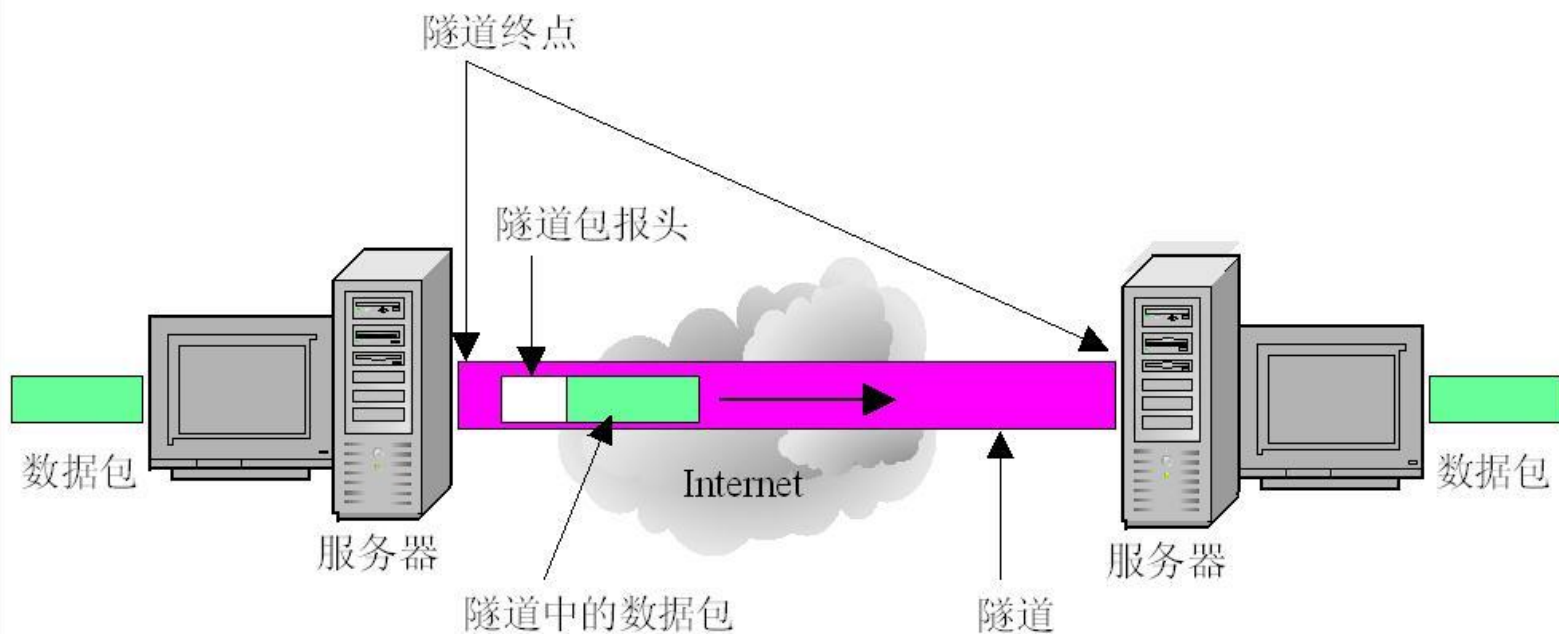 隧道终点
隧道包报头
Internet
数据包
数据包
服务器
服务器
隧道中的数据包
隧道